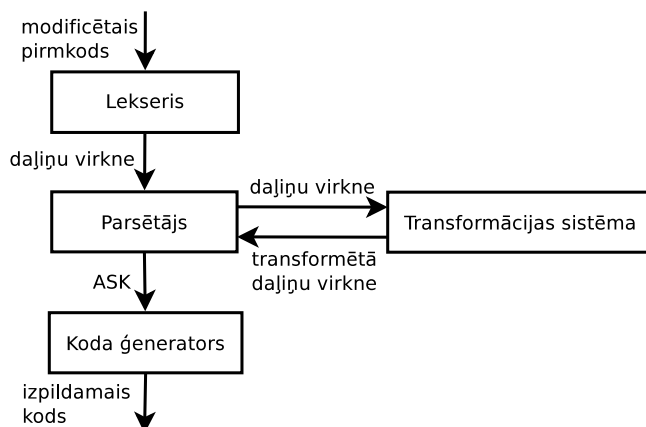 modificētais
pirmkods
Lekseris
daļiņu virkne
daļiņu virkne
Parsētājs
Transformācijas sistēma
transformētā
daļiņu virkne
ASK
Koda ģenerators
izpildamais
kods